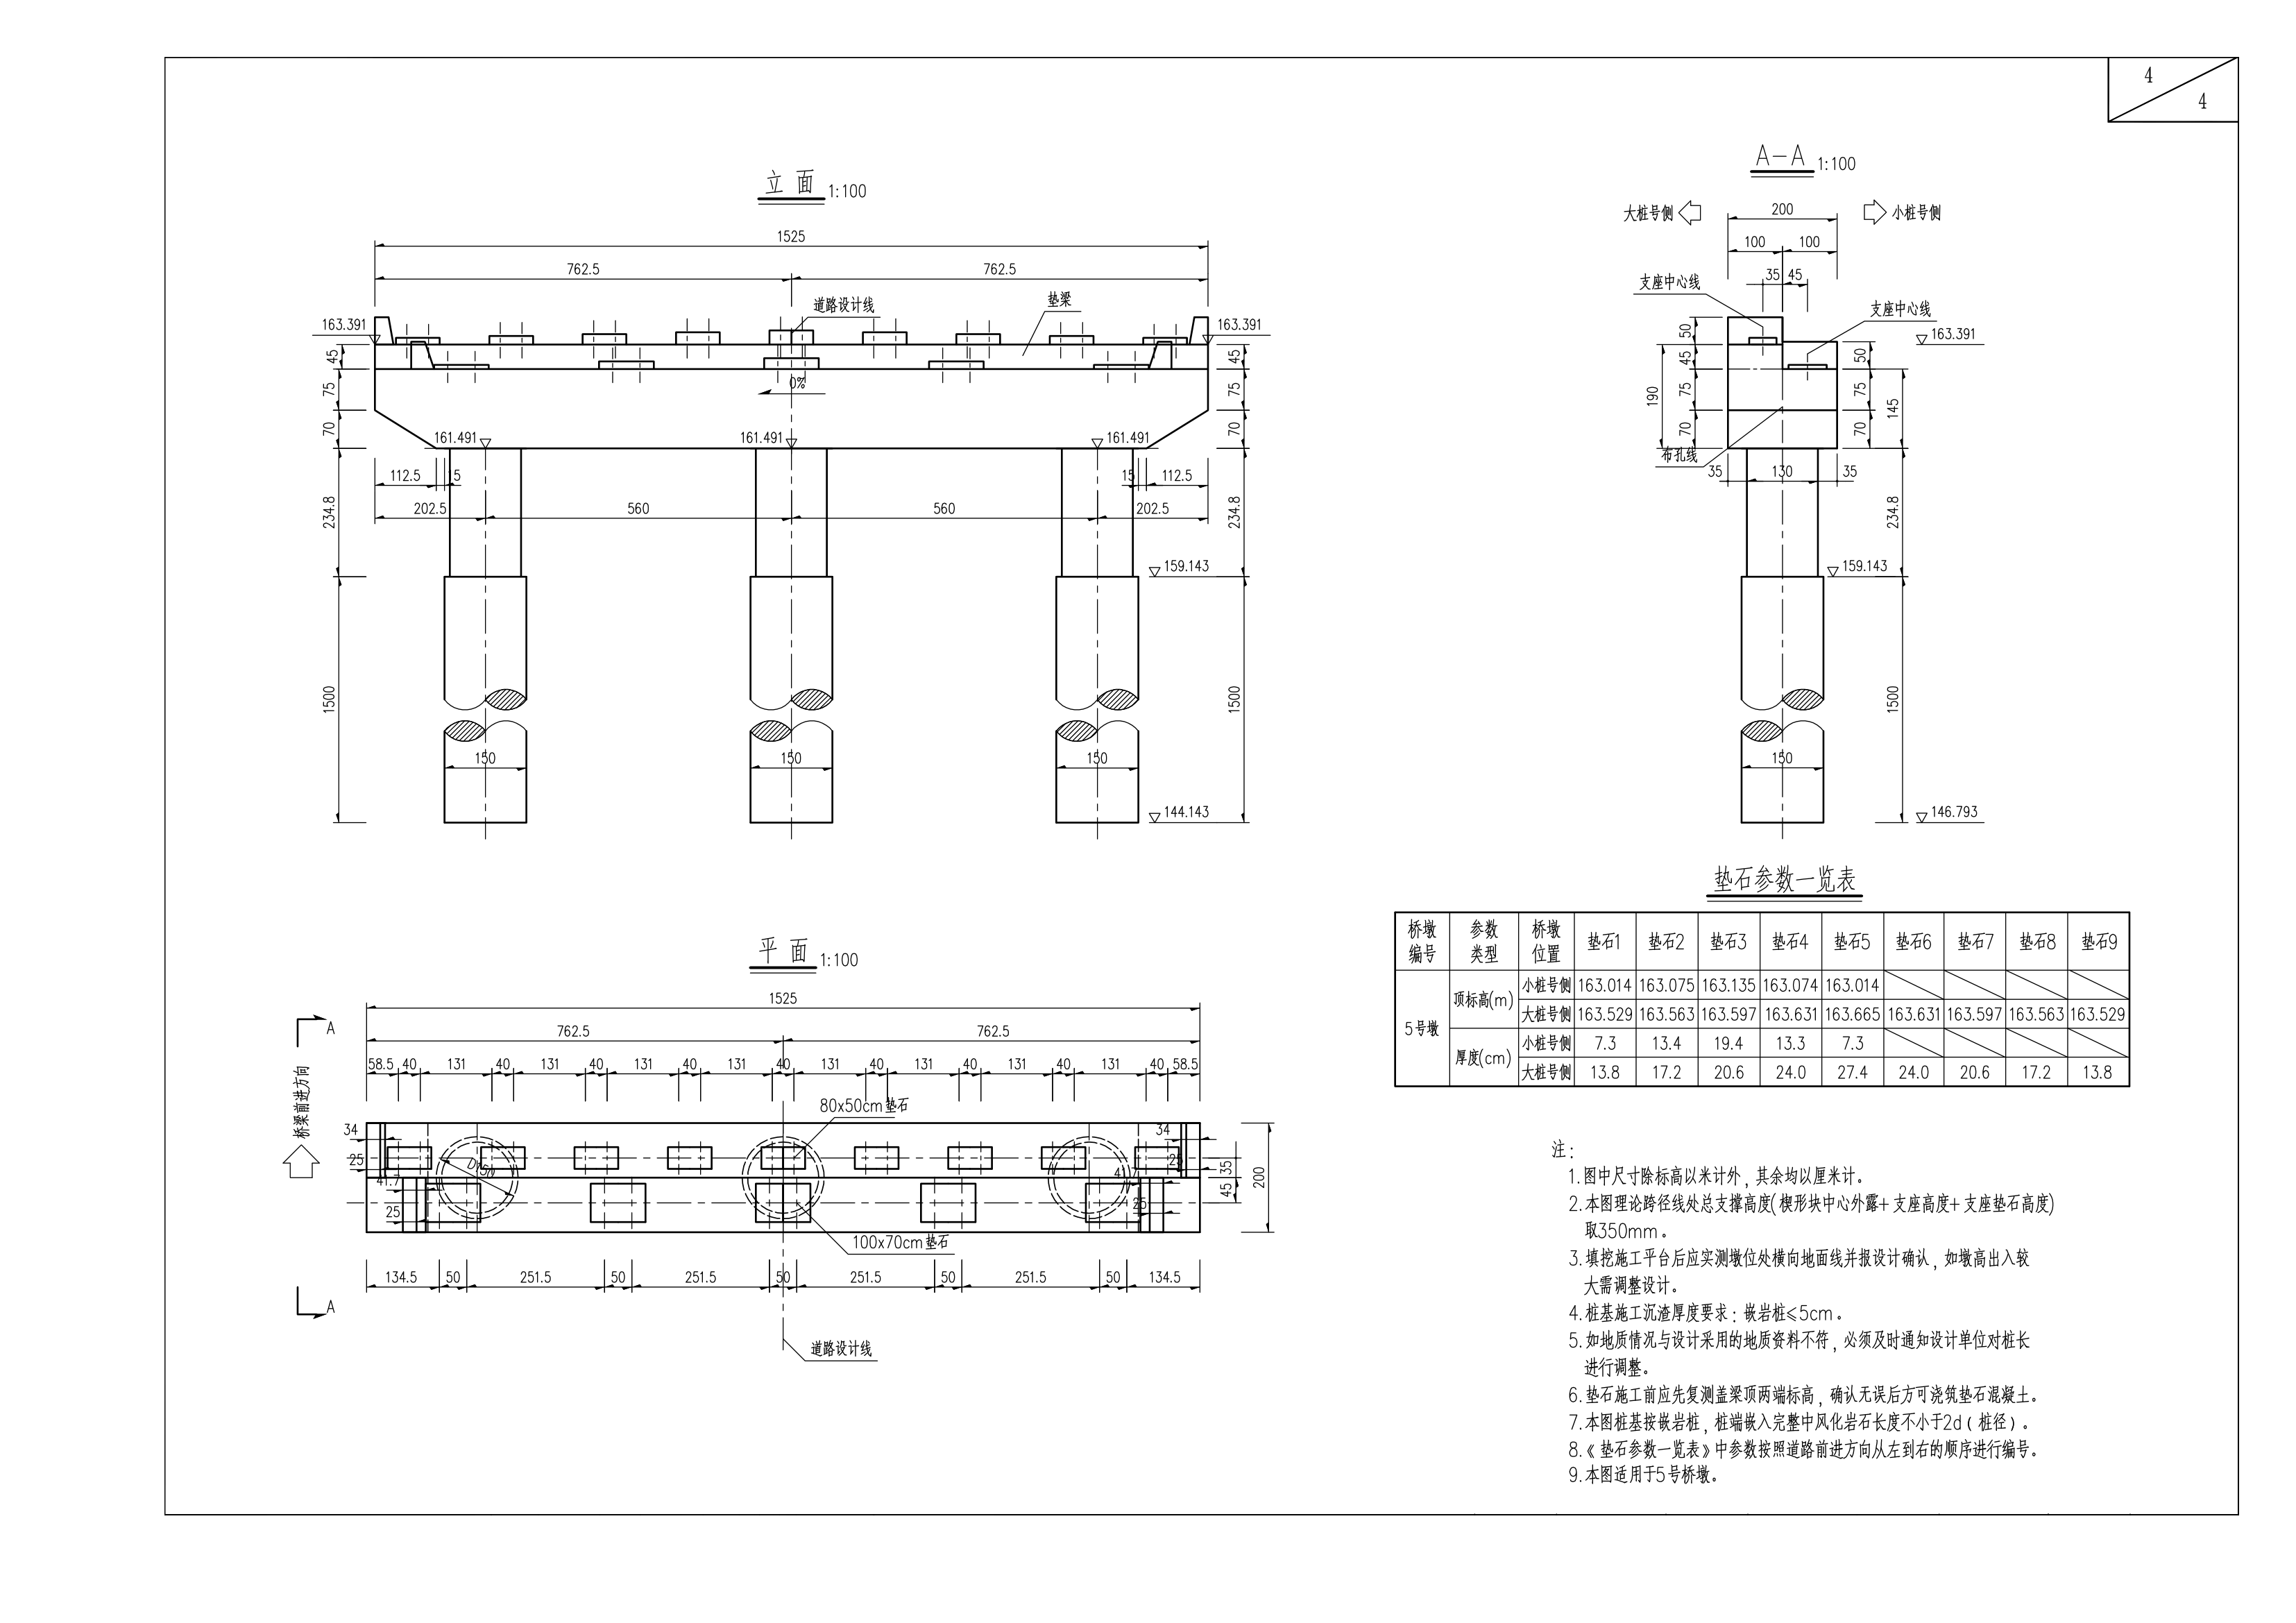 4
4
立 面 1:100
1525
762.5 762.5
道路设计线
垫梁
163.391 163.391
45 45
75 75
70 70
0%
161.491 161.491 161.491
112.5 15 15 112.5
202.5 560 560 202.5
234.8 234.8
159.143
1500 1500
150 150 150
144.143
A-A 1:100
大桩号侧 小桩号侧
200
100 100
35 45
支座中心线
支座中心线
163.391
50 50
45
190
75 75
70 70
145
布孔线
35 130 35
234.8
159.143
1500
150
146.793
平 面 1:100
1525
762.5 762.5
58.5 40 131 40 131 40 131 40 131 40 131 40 131 40 131 40 131 40 58.5
A
桥梁前进方向
80x50cm垫石
34 34
25 25
D150
41.7 41.7
25 25
35
45
200
100x70cm垫石
134.5 50 251.5 50 251.5 50 251.5 50 251.5 50 134.5
A
道路设计线
垫石参数一览表
桥墩编号 参数类型 桥墩位置 垫石1 垫石2 垫石3 垫石4 垫石5 垫石6 垫石7 垫石8 垫石9
5号墩 顶标高(m) 小桩号侧 163.014 163.075 163.135 163.074 163.014
大桩号侧 163.529 163.563 163.597 163.631 163.665 163.631 163.597 163.563 163.529
厚度(cm) 小桩号侧 7.3 13.4 19.4 13.3 7.3
大桩号侧 13.8 17.2 20.6 24.0 27.4 24.0 20.6 17.2 13.8
注：
1.图中尺寸除标高以米计外，其余均以厘米计。
2.本图理论跨径线处总支撑高度(楔形块中心外露+支座高度+支座垫石高度)
取350mm。
3.填挖施工平台后应实测墩位处横向地面线并报设计确认，如墩高出入较
大需调整设计。
4.桩基施工沉渣厚度要求：嵌岩桩≤5cm。
5.如地质情况与设计采用的地质资料不符，必须及时通知设计单位对桩长
进行调整。
6.垫石施工前应先复测盖梁顶两端标高，确认无误后方可浇筑垫石混凝土。
7.本图桩基按嵌岩桩，桩端嵌入完整中风化岩石长度不小于2d（桩径）。
8.《垫石参数一览表》中参数按照道路前进方向从左到右的顺序进行编号。
9.本图适用于5号桥墩。